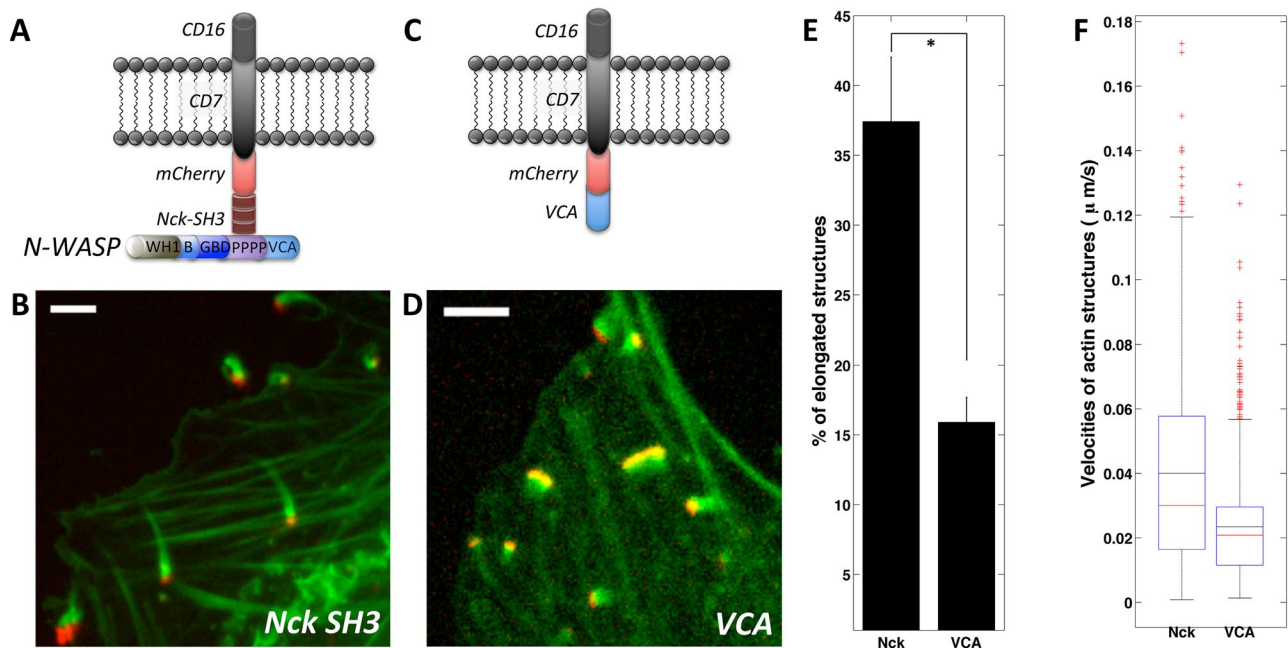 A
CD16
CD7
mCherry
Nck-SH3
N-WASP
WH1 B GBD PPPP VCA
B
Nck SH3
C
CD16
CD7
mCherry
VCA
D
VCA
E
% of elongated structures
45
40
35
30
25
20
15
10
5
*
Nck VCA
F
Velocities of actin structures ( μ m/s)
0.18
0.16
0.14
0.12
0.1
0.08
0.06
0.04
0.02
0
Nck VCA